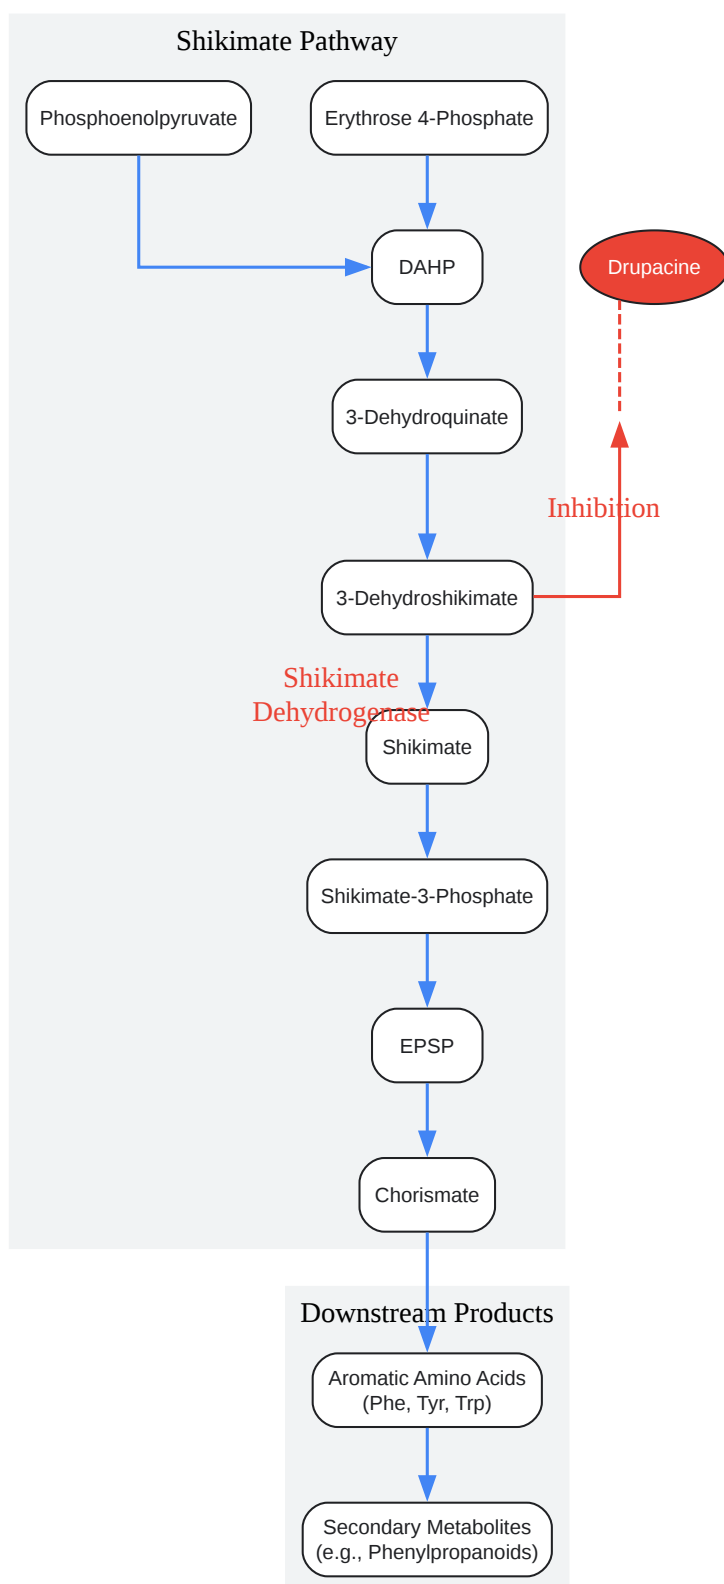 Shikimate Pathway
Phosphoenolpyruvate
Erythrose 4-Phosphate
DAHP
Drupacine
3-Dehydroquinate
Inhibition
3-Dehydroshikimate
Shikimate
Dehydrogenase
Shikimate
Shikimate-3-Phosphate
EPSP
Chorismate
Downstream Products
Aromatic Amino Acids
(Phe, Tyr, Trp)
Secondary Metabolites
(e.g., Phenylpropanoids)